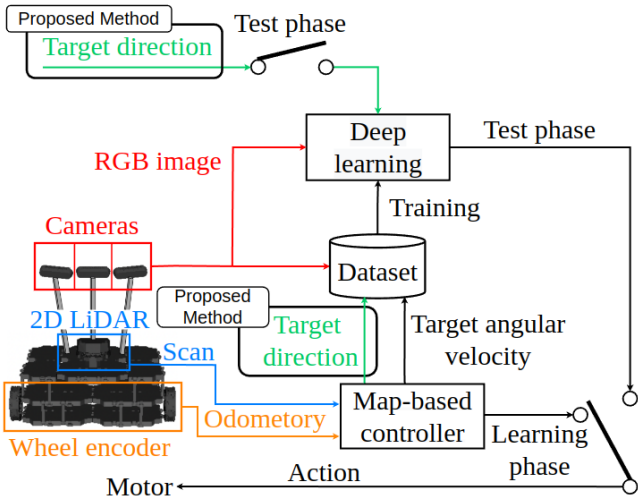 Proposed Method
Target direction
Test phase
Deep
learning
Test phase
RGB image
Training
Cameras
Dataset
Proposed
Method
2D LiDAR
Target
direction
Target angular
velocity
Scan
Map-based
controller
Odometory
Wheel encoder
Learning
phase
Action
Motor